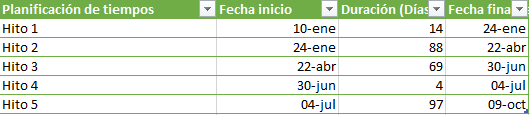 Planificación de tiempos Fecha inicio Duración (Días Fecha fina
Hito 1 10-ene 14 24-ene
Hito 2 24-ene 88 22-abr
Hito 3 22-abr 69 30-jun
Hito 4 30-jun 4 04-jul
Hito 5 04-jul 97 09-oct